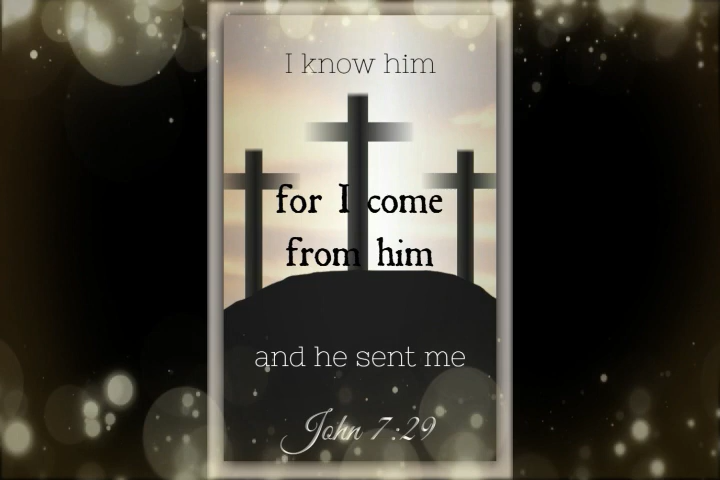 I know him
for I come
from him
and he sent me
John 7:29